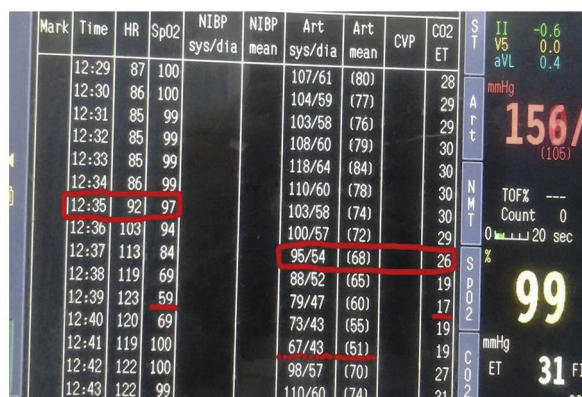 Mark Time HR SpO2 NIBP sys/dia NIBP mean Art sys/dia Art mean CVP CO2 ET
12:29 87 100 107/61 (80) 28
12:30 86 100 104/59 (77) 29
12:31 85 99 103/58 (76) 29
12:32 85 99 108/60 (79) 30
12:33 85 99 118/64 (84) 30
12:34 86 99 110/60 (78) 30
12:35 92 97 103/58 (74) 30
12:36 103 94 100/57 (72) 29
12:37 113 84 95/54 (68) 26
12:38 119 69 88/52 (65) 19
12:39 123 59 79/47 (60) 17
12:40 120 69 73/43 (55) 19
12:41 119 100 67/43 (51) 19
12:42 122 100 98/57 (70) 27
12:43 122 99 110/60 (74)
ST
II -0.6
V5 0.0
aVL 0.4
Art
mmHg
156/
(105)
NMT
TOF% ---
Count 0
0 20 sec
SpO2
%
99
CO2
mmHg
ET 31